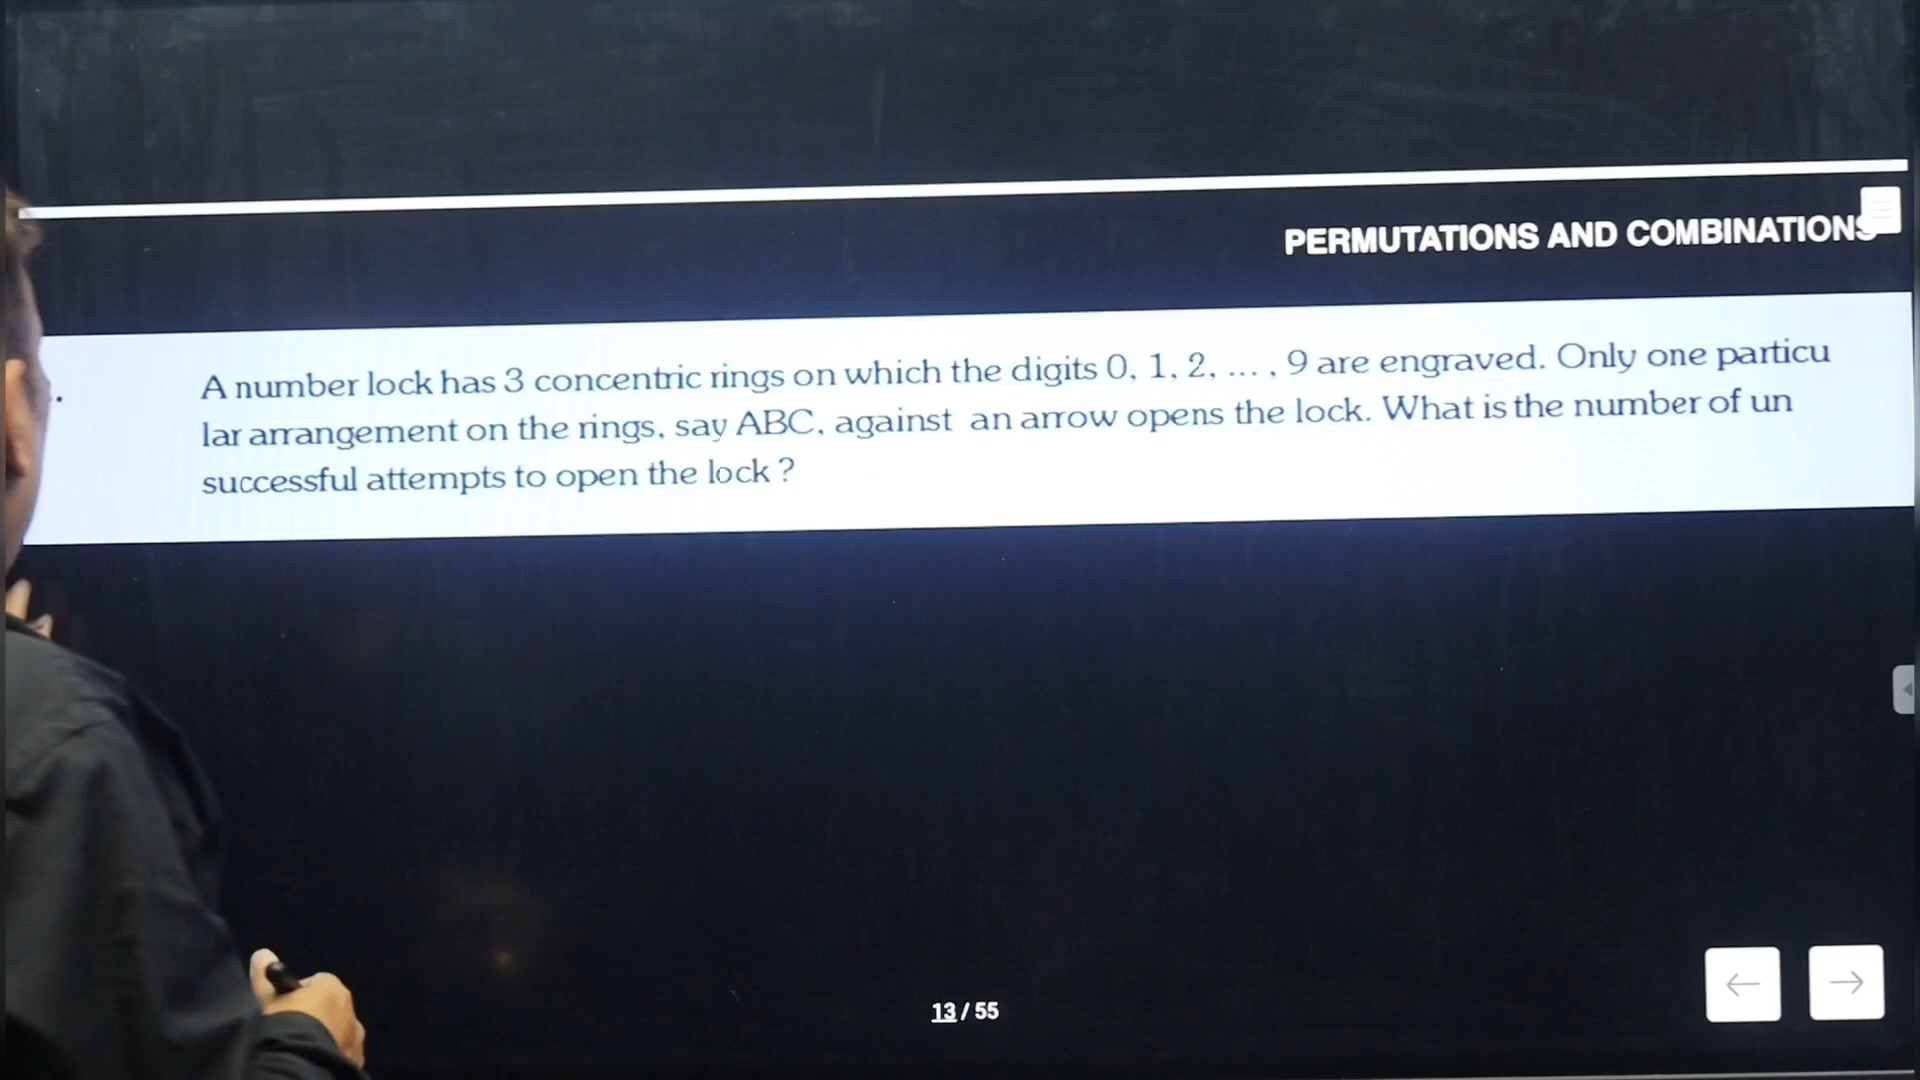 PERMUTATIONS AND COMBINATIONS
A number lock has 3 concentric rings on which the digits 0, 1, 2, ... , 9 are engraved. Only one particu
lar arrangement on the rings, say ABC, against an arrow opens the lock. What is the number of un
successful attempts to open the lock ?
13 / 55